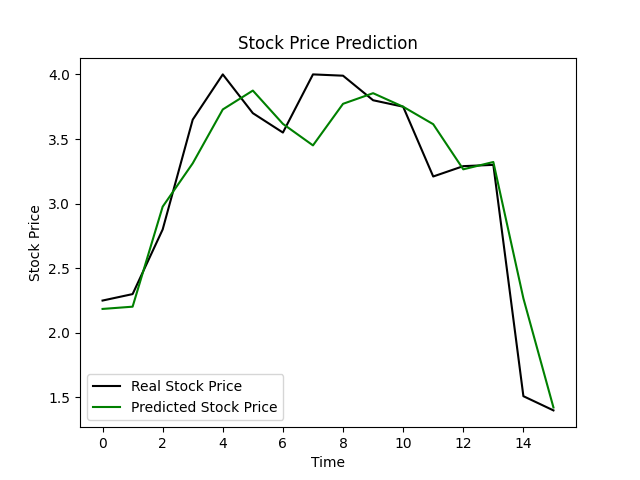 Stock Price Prediction
4.0
3.5
3.0
2.5
2.0
1.5
Stock Price
Real Stock Price
Predicted Stock Price
0 2 4 6 8 10 12 14
Time